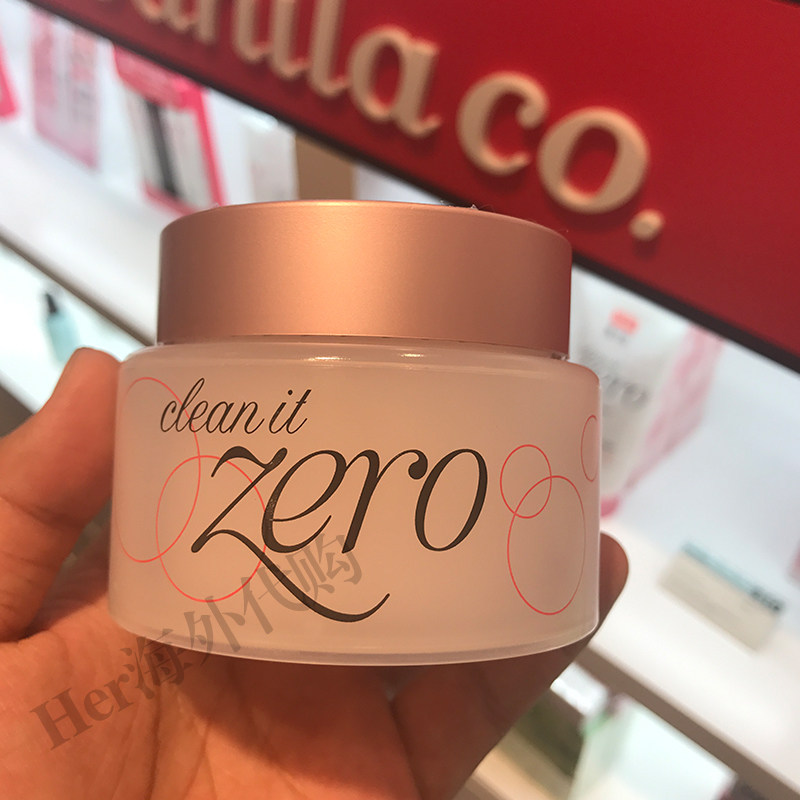 anila co.
clean it
zero
Her海外代购